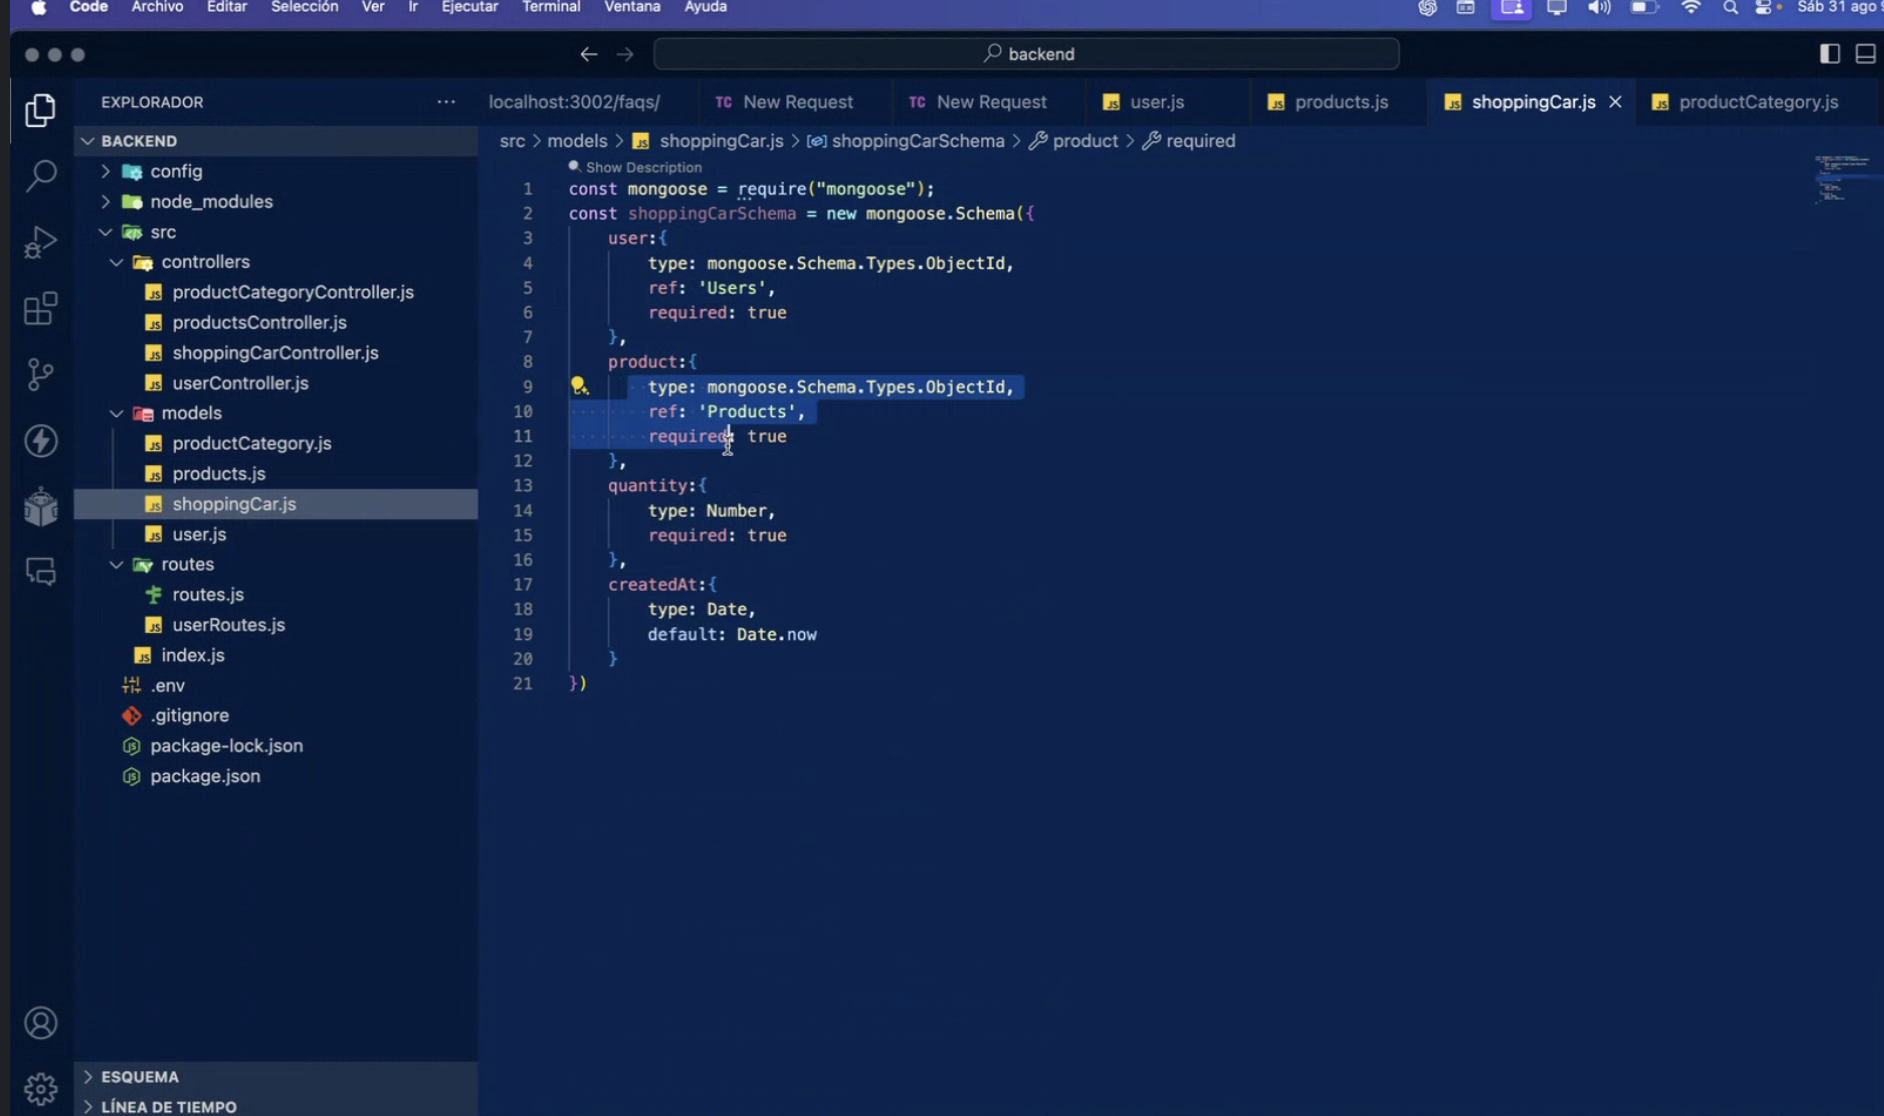 Code Archivo Editar Selección Ver Ir Ejecutar Terminal Ventana Ayuda Sáb 31 ago
backend
EXPLORADOR
BACKEND
config
node_modules
src
controllers
productCategoryController.js
productsController.js
shoppingCarController.js
userController.js
models
productCategory.js
products.js
shoppingCar.js
user.js
routes
routes.js
userRoutes.js
index.js
.env
.gitignore
package-lock.json
package.json
ESQUEMA
LÍNEA DE TIEMPO
localhost:3002/faqs/ TC New Request TC New Request JS user.js JS products.js JS shoppingCar.js JS productCategory.js
src > models > JS shoppingCar.js > shoppingCarSchema > product > required
Show Description
1 const mongoose = require("mongoose");
2 const shoppingCarSchema = new mongoose.Schema({
3 user:{
4 type: mongoose.Schema.Types.ObjectId,
5 ref: 'Users',
6 required: true
7 },
8 product:{
9 type: mongoose.Schema.Types.ObjectId,
10 ref: 'Products',
11 required: true
12 },
13 quantity:{
14 type: Number,
15 required: true
16 },
17 createdAt:{
18 type: Date,
19 default: Date.now
20 }
21 })